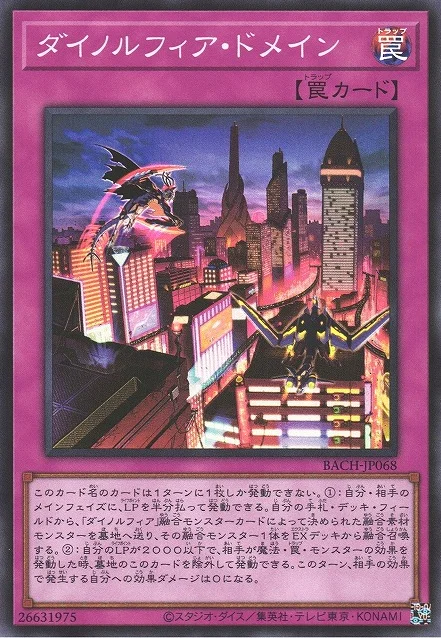 ダイノルフィア・ドメイン
罠
トラップ
【罠カード】
トラップ
BACH-JP068
このカード名のカードは1ターンに1枚しか発動できない。①：自分・相手
のメインフェイズに、LPを半分払って発動できる。自分の手札・デッキ・フィ
ールドから、「ダイノルフィア」融合モンスターカードによって決められた融合素材
モンスターを墓地へ送り、その融合モンスター1体をEXデッキから融合召喚
する。②：自分のLPが2000以下で、相手が魔法・罠・モンスターの効果を
発動した時、墓地のこのカードを除外して発動できる。このターン、相手の効果
で発生する自分への効果ダメージは0になる。
26631975
©スタジオ・ダイス／集英社・テレビ東京・KONAMI